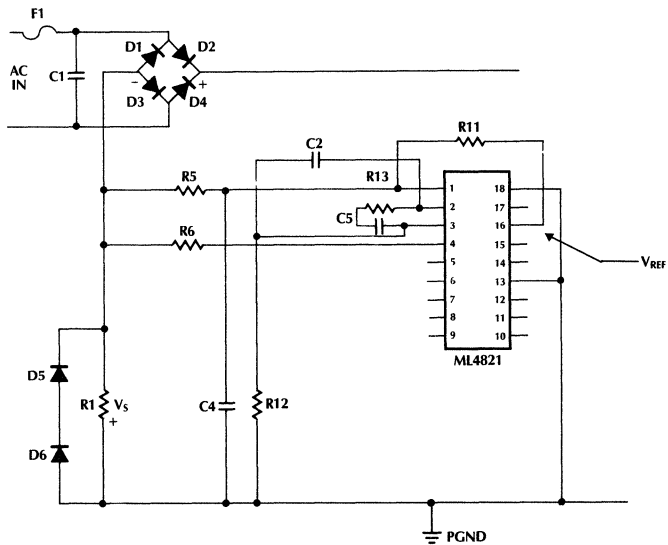 F1
D1
D2
AC
IN
C1
−
+
D3
D4
C2
R11
R5
R13
C5
R6
1
2
3
4
5
6
7
8
9
18
17
16
15
14
13
12
11
10
VREF
ML4821
D5
R1
VS
+
C4
R12
D6
PGND